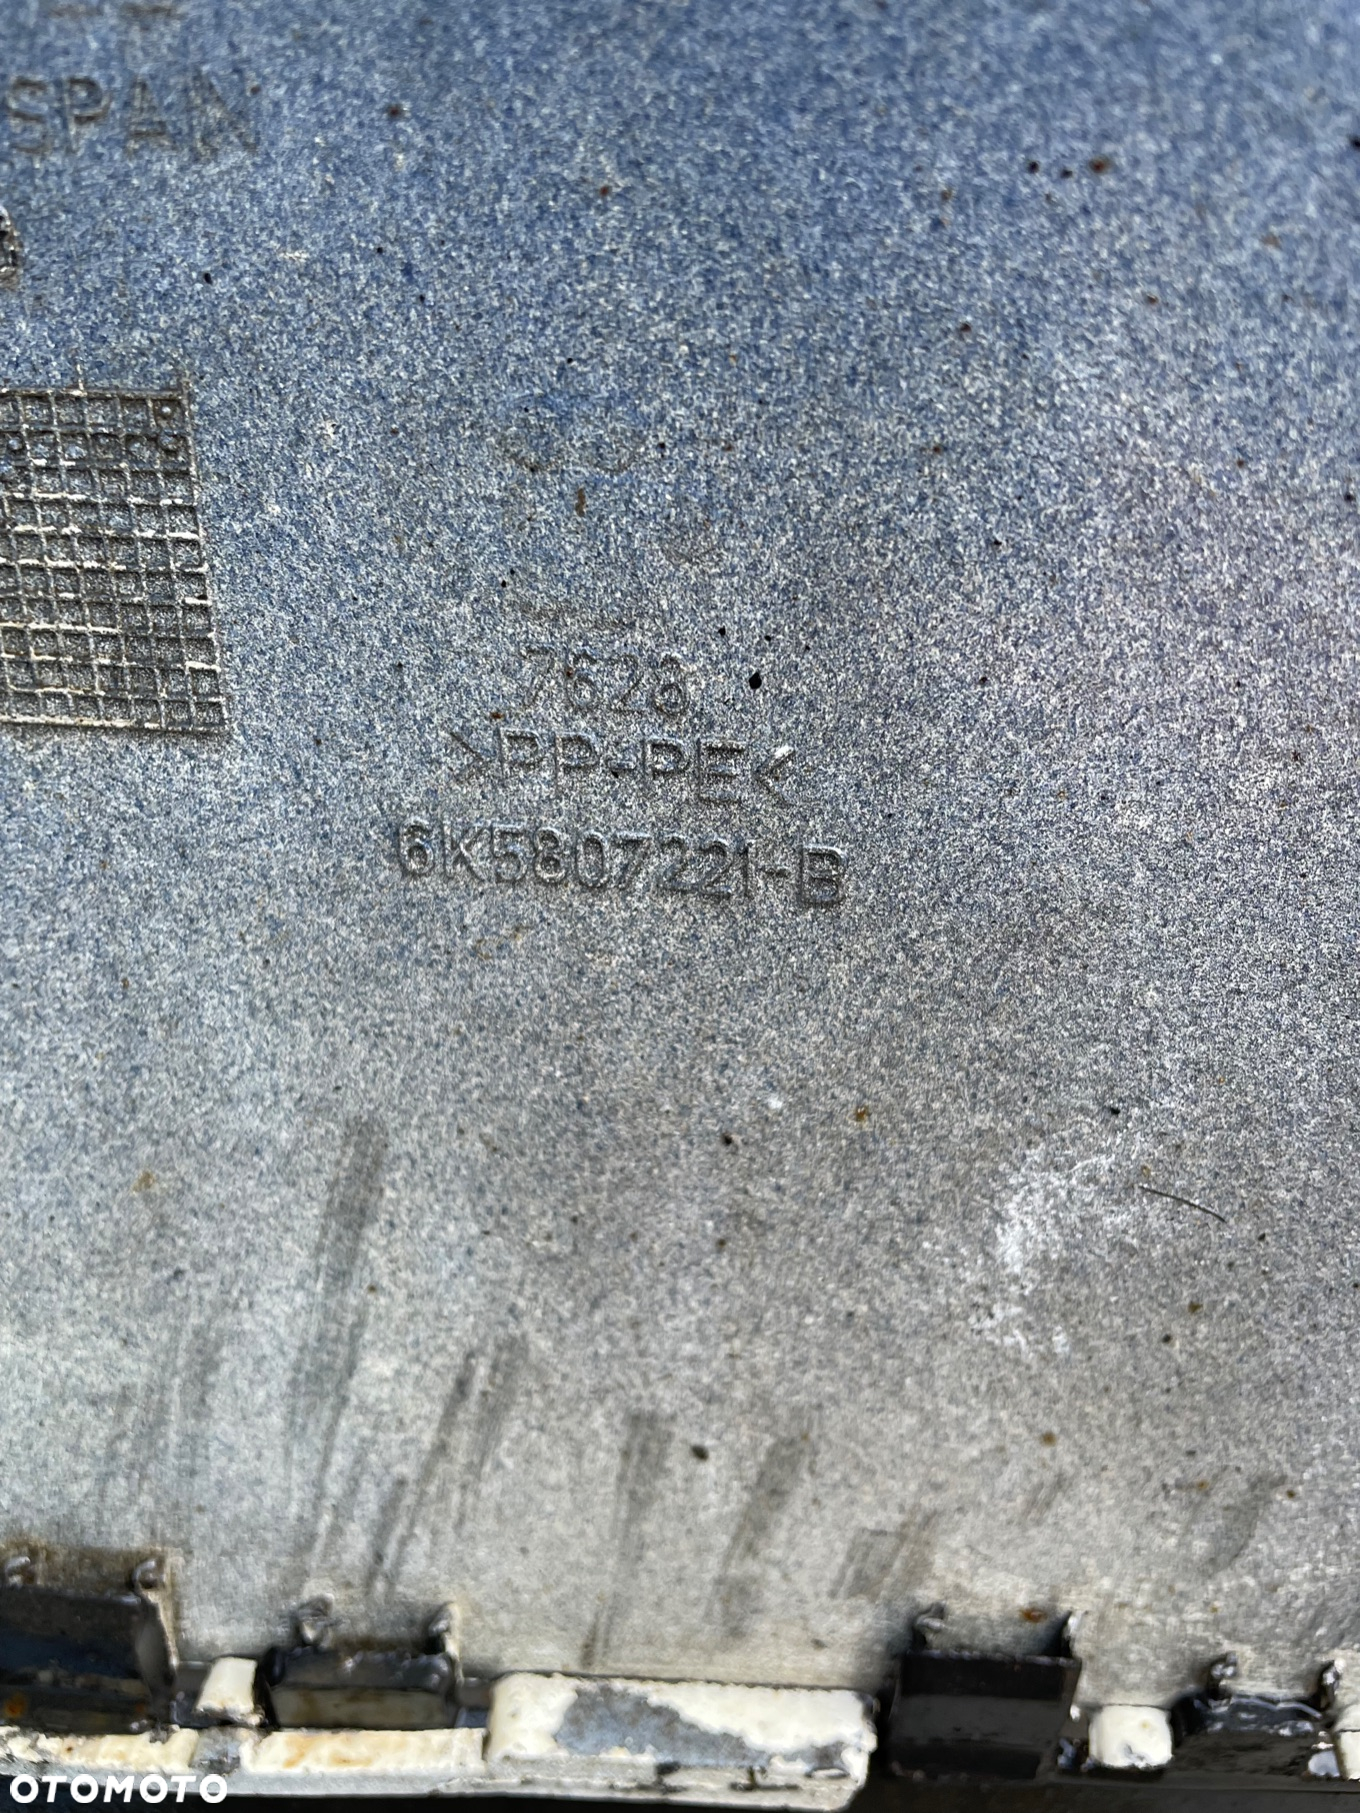 SPAIN
7628
>PP-PE<
6K5807221-B
OTOMOTO